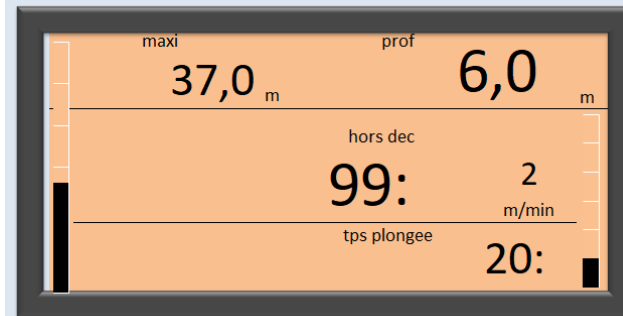 maxi prof
37,0 m 6,0 m
hors dec
99: 2
m/min
tps plongee
20: